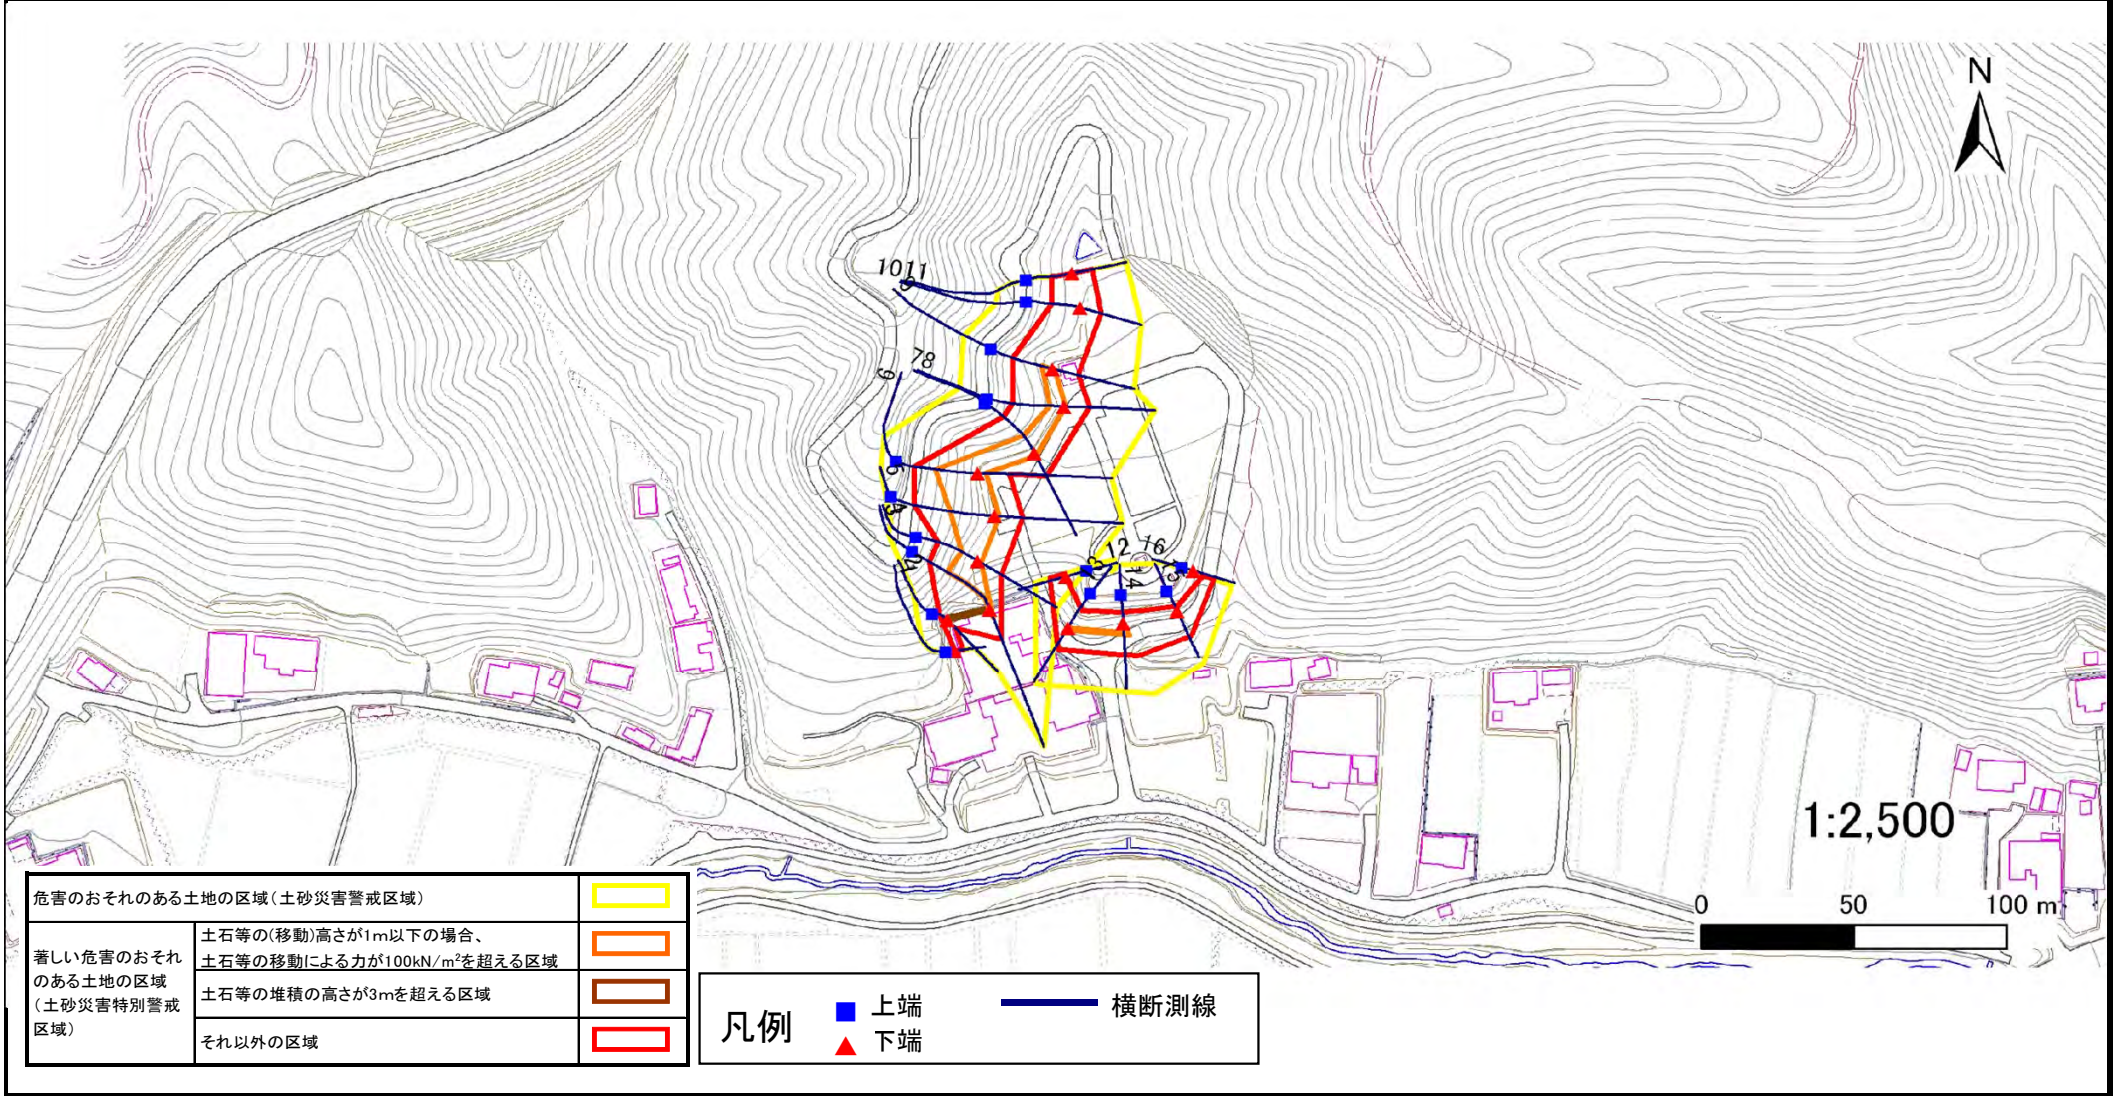 N
1011
9
78
6
5
4
3
2
1
12
16
13
14
15
1:2,500
0 50 100 m
危害のおそれのある土地の区域(土砂災害警戒区域)
著しい危害のおそれ
のある土地の区域
(土砂災害特別警戒
区域)
土石等の(移動)高さが1m以下の場合、
土石等の移動による力が100kN/m²を超える区域
土石等の堆積の高さが3mを超える区域
それ以外の区域
凡例
上端
下端
横断測線